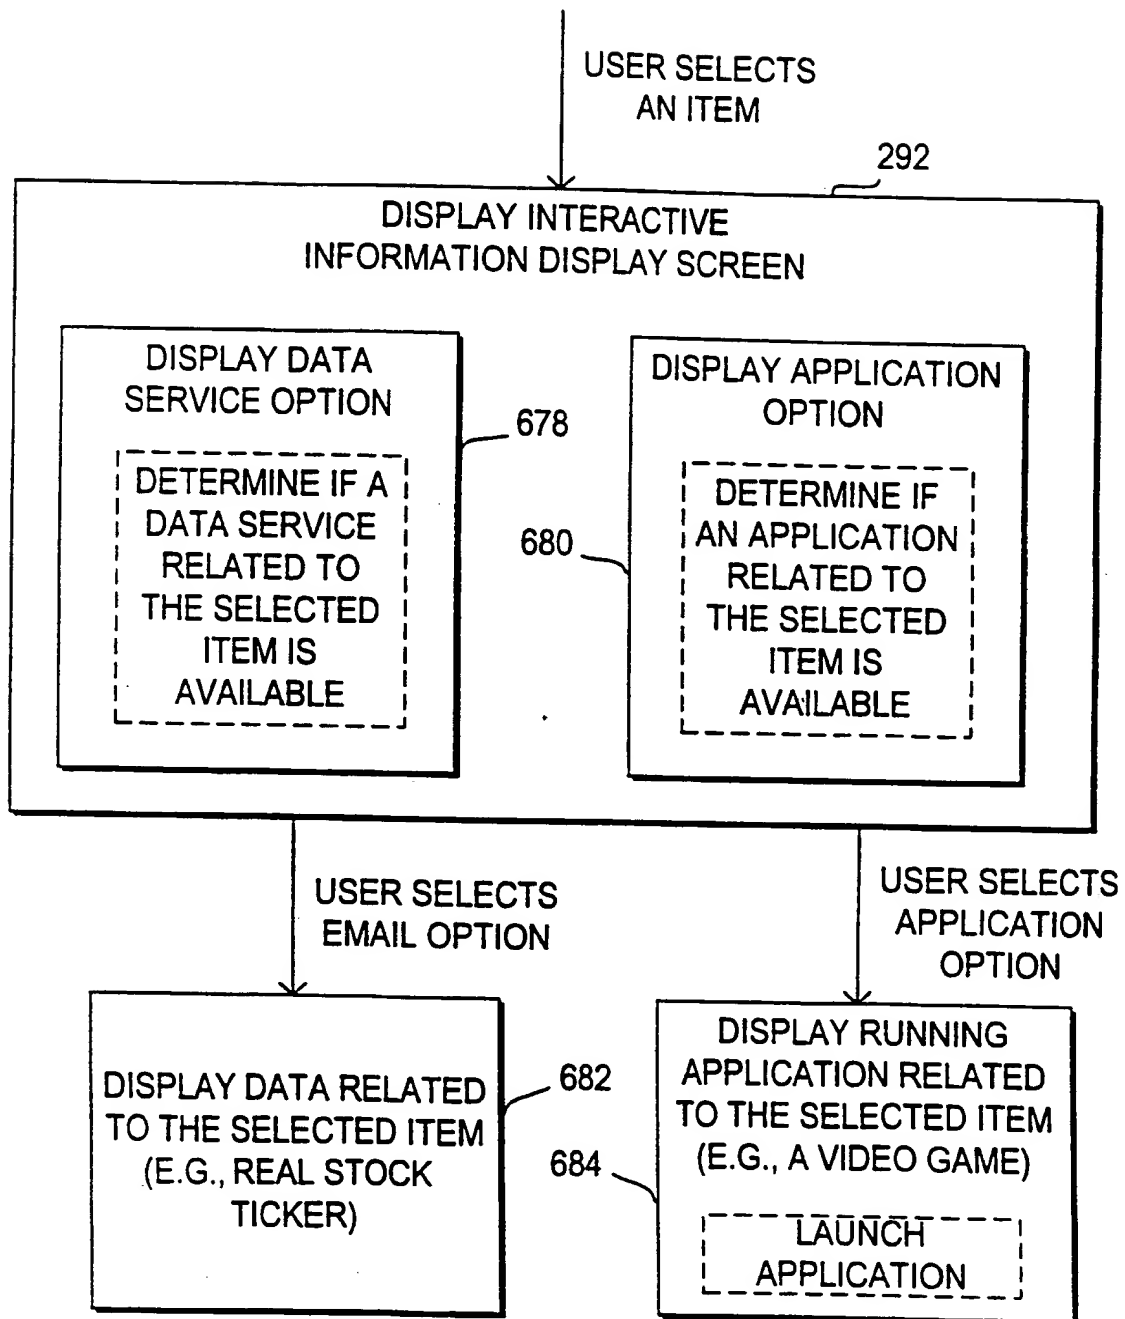 USER SELECTS
AN ITEM
292
DISPLAY INTERACTIVE
INFORMATION DISPLAY SCREEN
DISPLAY DATA
SERVICE OPTION
678
DETERMINE IF A
DATA SERVICE
RELATED TO
THE SELECTED
ITEM IS
AVAILABLE
DISPLAY APPLICATION
OPTION
680
DETERMINE IF
AN APPLICATION
RELATED TO
THE SELECTED
ITEM IS
AVAILABLE
USER SELECTS
EMAIL OPTION
USER SELECTS
APPLICATION
OPTION
DISPLAY DATA RELATED
TO THE SELECTED ITEM
(E.G., REAL STOCK
TICKER)
682
DISPLAY RUNNING
APPLICATION RELATED
TO THE SELECTED ITEM
(E.G., A VIDEO GAME)
684
LAUNCH
APPLICATION